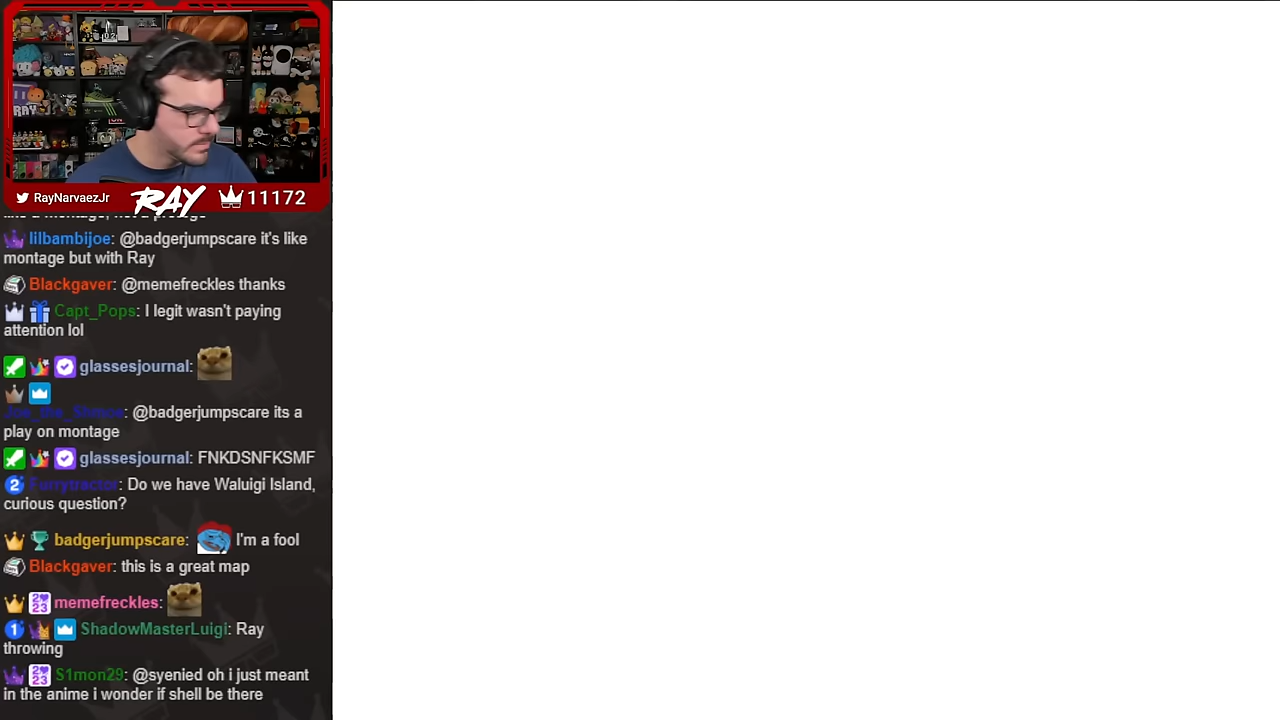 RayNarvaezJr RAY 11172
lilbambijoe: @badgerjumpscare it's like
montage but with Ray
Blackgaver: @memefreckles thanks
Capt_Pops: I legit wasn't paying
attention lol
glassesjournal:
: @badgerjumpscare its a
play on montage
glassesjournal: FNKDSNFKSMF
Furrytractor: Do we have Waluigi Island,
curious question?
badgerjumpscare: I'm a fool
Blackgaver: this is a great map
memefreckles:
ShadowMasterLuigi: Ray
throwing
S1mon29: @syenied oh i just meant
in the anime i wonder if shell be there